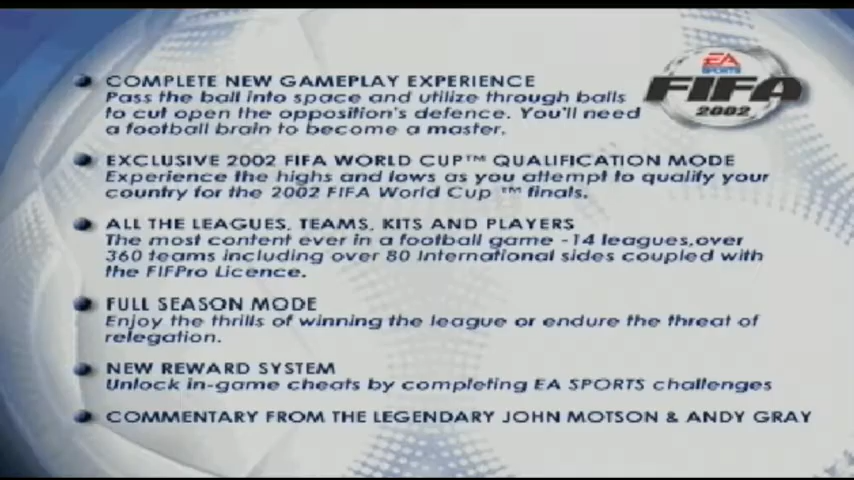 COMPLETE NEW GAMEPLAY EXPERIENCE
Pass the ball into space and utilize through balls
to cut open the opposition's defence. You'll need
a football brain to become a master.
EA
SPORTS
FIFA
2002
EXCLUSIVE 2002 FIFA WORLD CUP™ QUALIFICATION MODE
Experience the highs and lows as you attempt to qualify your
country for the 2002 FIFA World Cup ™ finals.
ALL THE LEAGUES, TEAMS, KITS AND PLAYERS
The most content ever in a football game -14 leagues,over
360 teams including over 80 International sides coupled with
the FIFPro Licence.
FULL SEASON MODE
Enjoy the thrills of winning the league or endure the threat of
relegation.
NEW REWARD SYSTEM
Unlock in-game cheats by completing EA SPORTS challenges
COMMENTARY FROM THE LEGENDARY JOHN MOTSON & ANDY GRAY